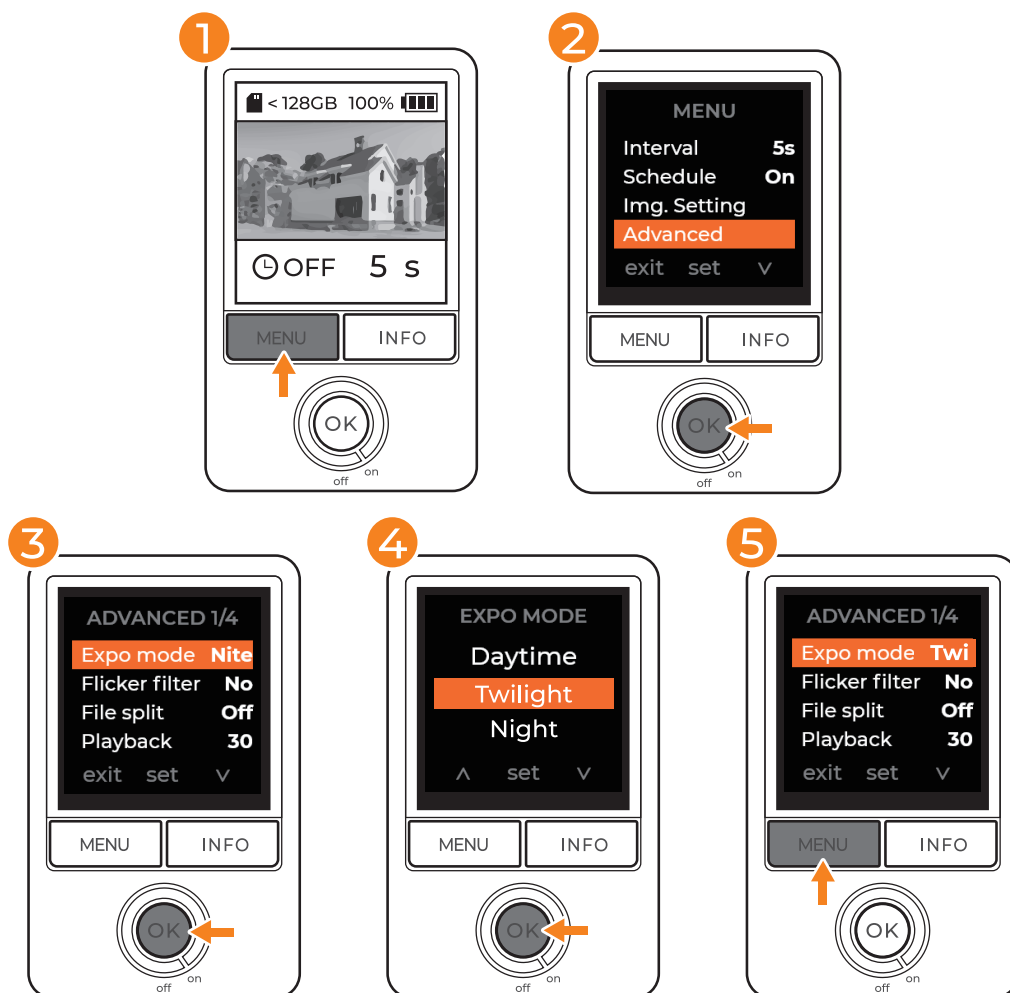 1
< 128GB 100%
OFF 5 s
MENU INFO
OK
off on
2
MENU
Interval 5s
Schedule On
Img. Setting
Advanced
exit set ∨
MENU INFO
OK
off on
3
ADVANCED 1/4
Expo mode Nite
Flicker filter No
File split Off
Playback 30
exit set ∨
MENU INFO
OK
off on
4
EXPO MODE
Daytime
Twilight
Night
∧ set ∨
MENU INFO
OK
off on
5
ADVANCED 1/4
Expo mode Twi
Flicker filter No
File split Off
Playback 30
exit set ∨
MENU INFO
OK
off on